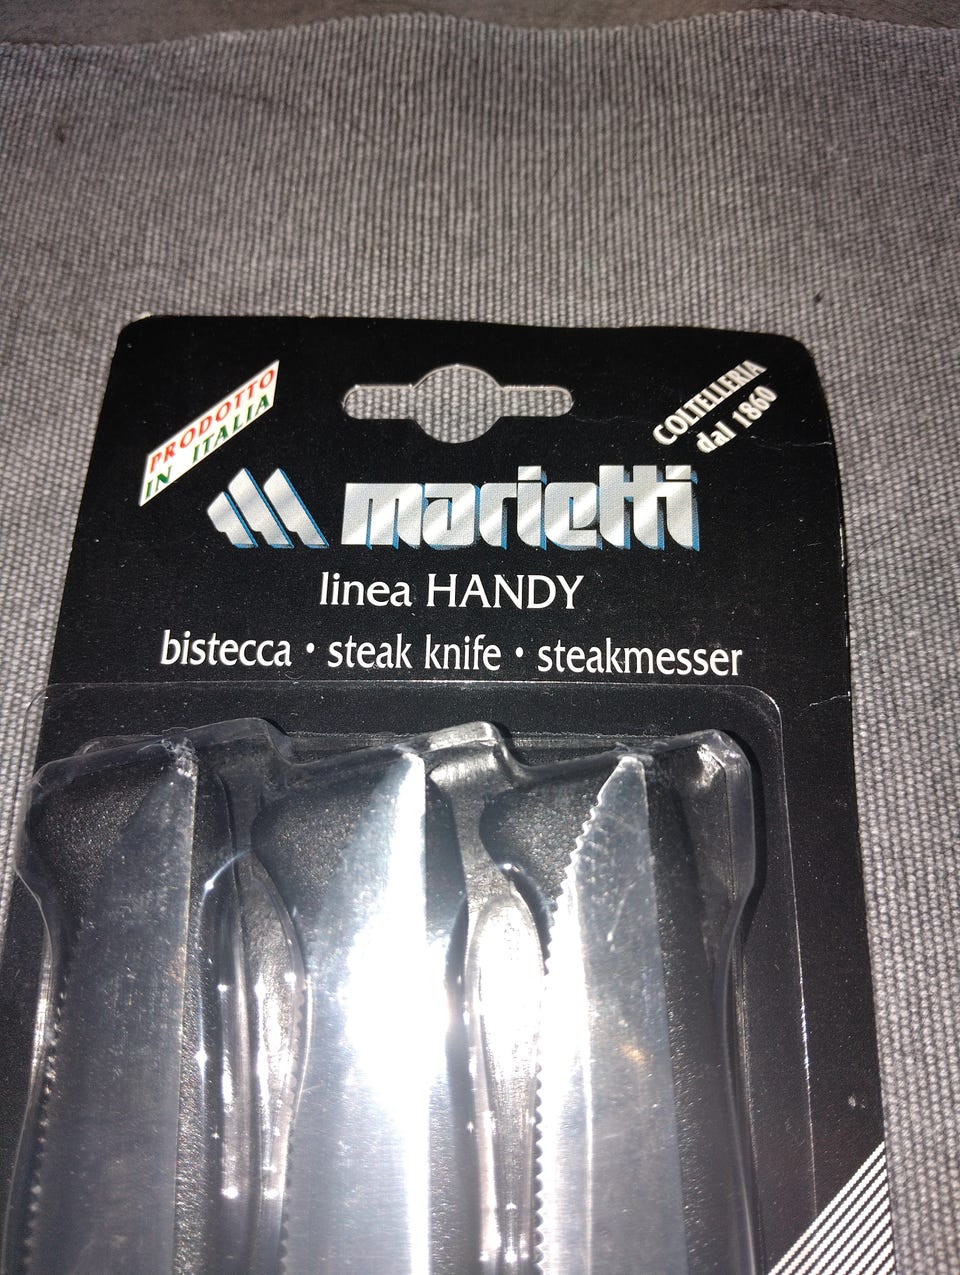 PRODOTTO
IN ITALIA
COLTELLERIA
dal 1860
marietti
linea HANDY
bistecca • steak knife • steakmesser